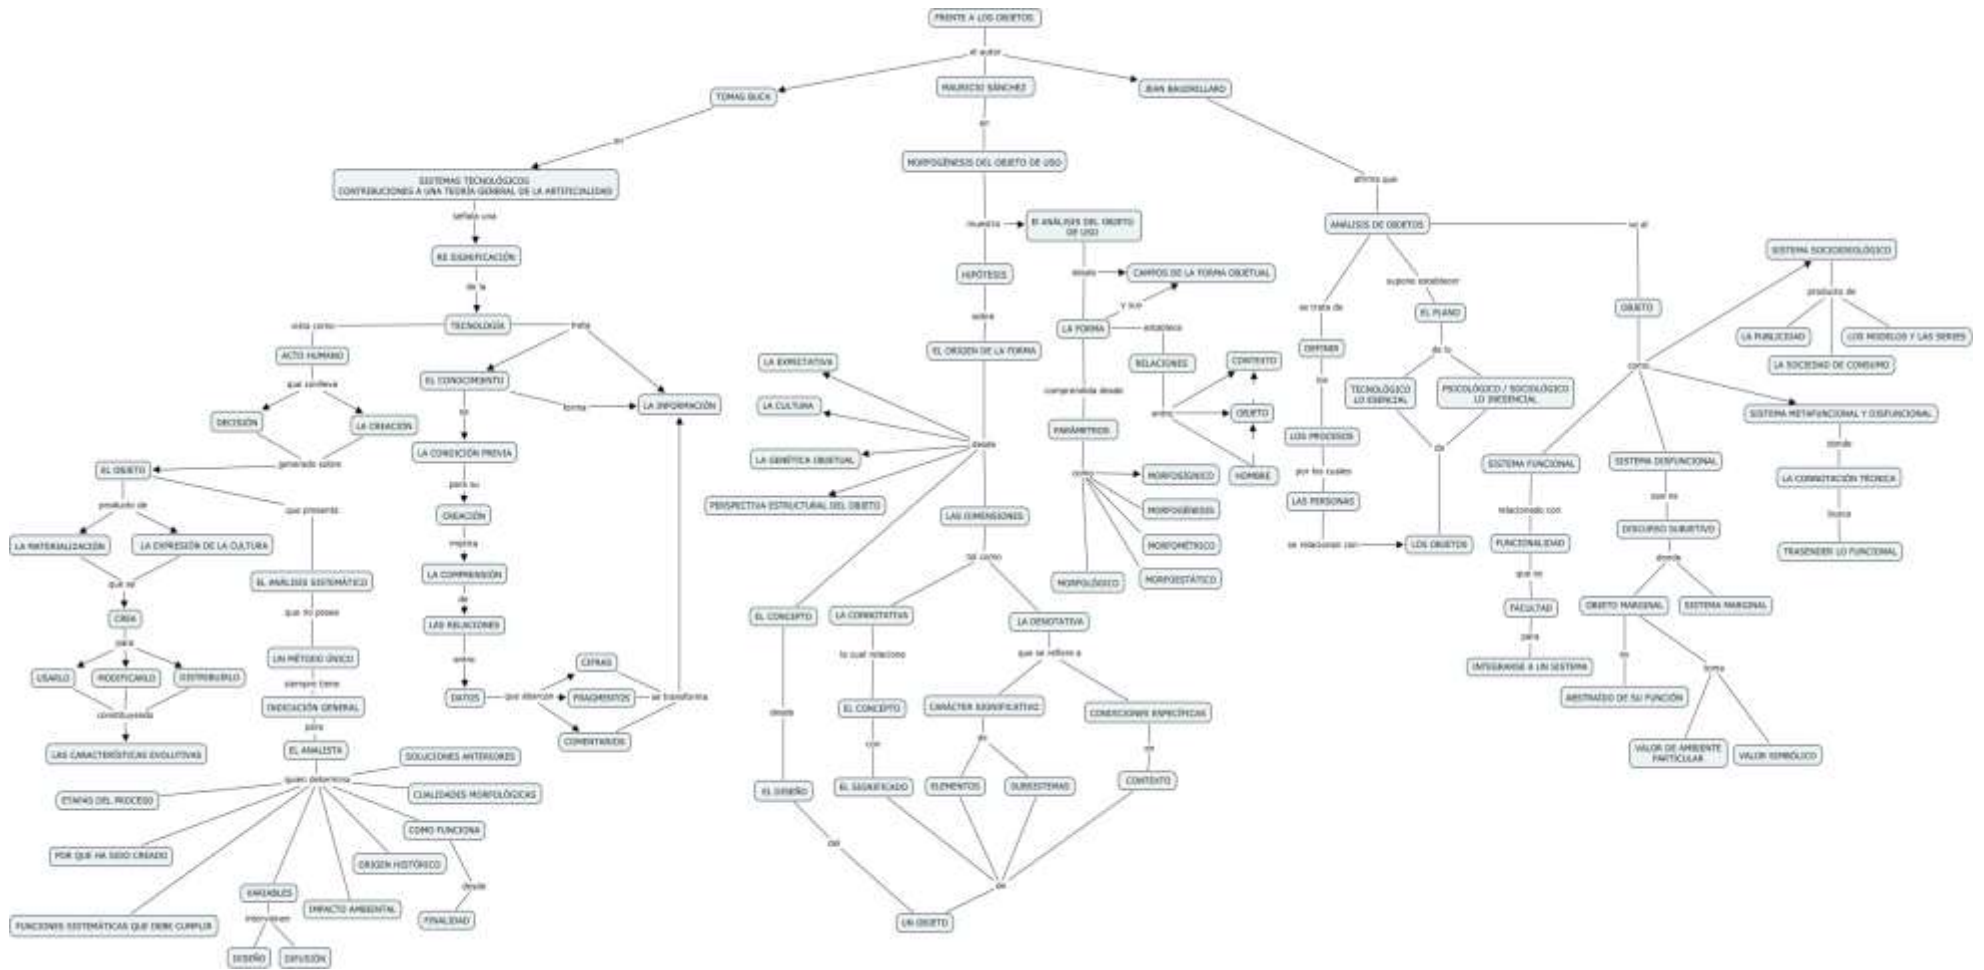 FRENTE A LOS OBJETOS
el autor
TOMAS BUCK
MAURICIO SÁNCHEZ
JEAN BAUDRILLARD
en
en
afirma que
MORFOGÉNESIS DEL OBJETO DE USO
SISTEMAS TECNOLÓGICOS
CONTRIBUCIONES A UNA TEORÍA GENERAL DE LA ARTIFICIALIDAD
señala una
RE SIGNIFICACIÓN
de la
TECNOLOGÍA
vista como
trata
ACTO HUMANO
que conlleva
DECISIÓN
LA CREACIÓN
generado sobre
EL OBJETO
producto de
que presenta
LA MATERIALIZACIÓN
LA EXPRESIÓN DE LA CULTURA
que se
CREA
para
USARLO
MODIFICARLO
DISTRIBUIRLO
constituyendo
LAS CARACTERÍSTICAS EVOLUTIVAS
EL ANÁLISIS SISTEMÁTICO
que no posee
UN MÉTODO ÚNICO
siempre tiene
INDICACIÓN GENERAL
para
EL ANALISTA
quien determina
SOLUCIONES ANTERIORES
CUALIDADES MORFOLÓGICAS
ETAPAS DEL PROCESO
COMO FUNCIONA
desde
FINALIDAD
POR QUE HA SIDO CREADO
ORIGEN HISTÓRICO
VARIABLES
intervienen
DISEÑO
DIFUSIÓN
IMPACTO AMBIENTAL
FUNCIONES SISTEMÁTICAS QUE DEBE CUMPLIR
EL CONOCIMIENTO
forma
LA INFORMACIÓN
es
LA CONDICIÓN PREVIA
para su
CREACIÓN
implica
LA COMPRENSIÓN
de
LAS RELACIONES
entre
DATOS
que abarcan
CIFRAS
FRAGMENTOS
COMENTARIOS
se transforma
muestra
El ANÁLISIS DEL OBJETO
DE USO
HIPÓTESIS
sobre
EL ORIGEN DE LA FORMA
desde
LA EXPECTATIVA
LA CULTURA
LA GENÉTICA OBJETUAL
PERSPECTIVA ESTRUCTURAL DEL OBJETO
EL CONCEPTO
desde
EL DISEÑO
del
LAS DIMENSIONES
tal como
LA CONNOTATIVA
lo cual relaciona
EL CONCEPTO
con
EL SIGNIFICADO
LA DENOTATIVA
que se refiere a
CARÁCTER SIGNIFICATIVO
de
ELEMENTOS
SUBSISTEMAS
CONDICIONES ESPECÍFICAS
en
CONTEXTO
de
UN OBJETO
desde
CAMPOS DE LA FORMA OBJETUAL
y sus
LA FORMA
establece
RELACIONES
entre
CONTEXTO
OBJETO
HOMBRE
comprendida desde
PARÁMETROS
como
MORFOSÍGNICO
MORFOGÉNESIS
MORFOMÉTRICO
MORFOESTÁTICO
MORFOLÓGICO
ANÁLISIS DE OBJETOS
se trata de
DEFINIR
los
LOS PROCESOS
por los cuales
LAS PERSONAS
se relacionan con
LOS OBJETOS
supone establecer
EL PLANO
de lo
TECNOLÓGICO
LO ESENCIAL
PSICOLÓGICO / SOCIOLÓGICO
LO INESENCIAL
de
OBJETO
como
SISTEMA SOCIOIDEOLÓGICO
producto de
LA PUBLICIDAD
LOS MODELOS Y LAS SERIES
LA SOCIEDAD DE CONSUMO
SISTEMA METAFUNCIONAL Y DISFUNCIONAL
donde
LA CONNOTACIÓN TÉCNICA
busca
TRASENDER LO FUNCIONAL
SISTEMA FUNCIONAL
relacionado con
FUNCIONALIDAD
que es
FACULTAD
para
INTEGRARSE A UN SISTEMA
SISTEMA DISFUNCIONAL
que es
DISCURSO SUBJETIVO
donde
OBJETO MARGINAL
SISTEMA MARGINAL
es
ABSTRAÍDO DE SU FUNCIÓN
toma
VALOR DE AMBIENTE
PARTICULAR
VALOR SIMBÓLICO